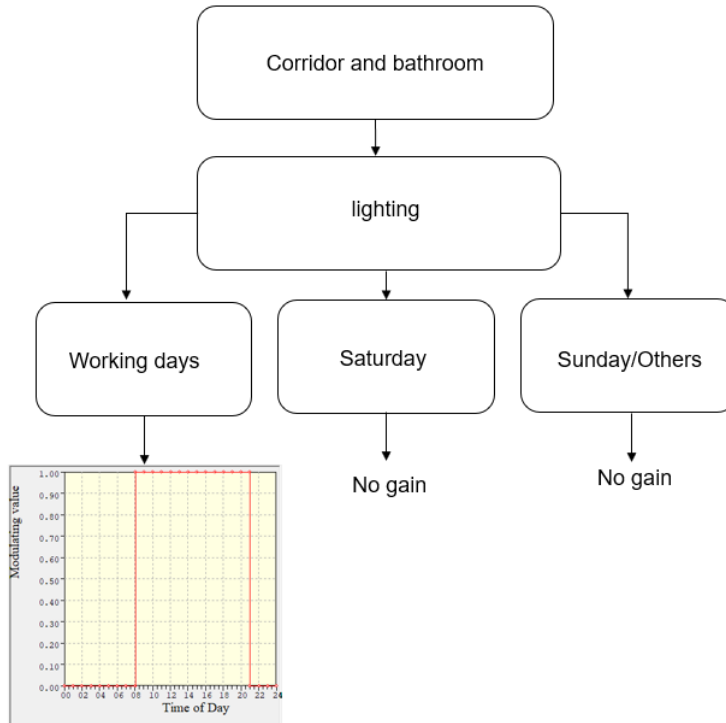 Corridor and bathroom
lighting
Working days
Saturday
Sunday/Others
No gain
No gain
Modulating value
1.00
0.90
0.80
0.70
0.60
0.50
0.40
0.30
0.20
0.10
0.00
00 02 04 06 08 10 12 14 16 18 20 22 24
Time of Day